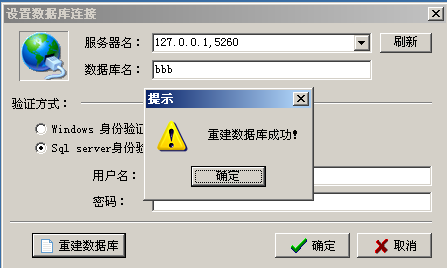 设置数据库连接
服务器名：
127.0.0.1,5260
刷新
数据库名：
bbb
提示
验证方式：
Windows 身份验证
重建数据库成功!
Sql server身份验
确定
用户名：
密码：
重建数据库
确定
取消